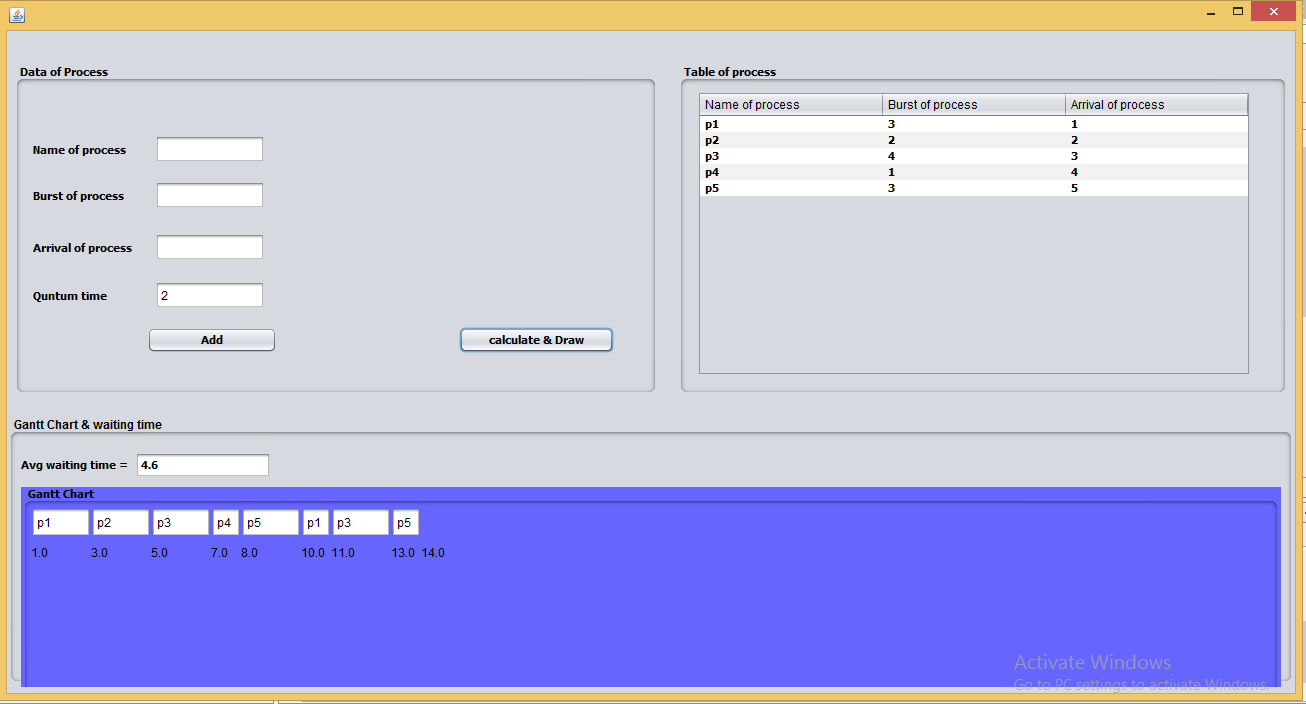 Data of Process
Name of process
Burst of process
Arrival of process
Quntum time 2
Add calculate & Draw
Table of process
Name of process Burst of process Arrival of process
p1 3 1
p2 2 2
p3 4 3
p4 1 4
p5 3 5
Gantt Chart & waiting time
Avg waiting time = 4.6
Gantt Chart
p1 p2 p3 p4 p5 p1 p3 p5
1.0 3.0 5.0 7.0 8.0 10.0 11.0 13.0 14.0
Activate Windows
Go to PC settings to activate Windows.